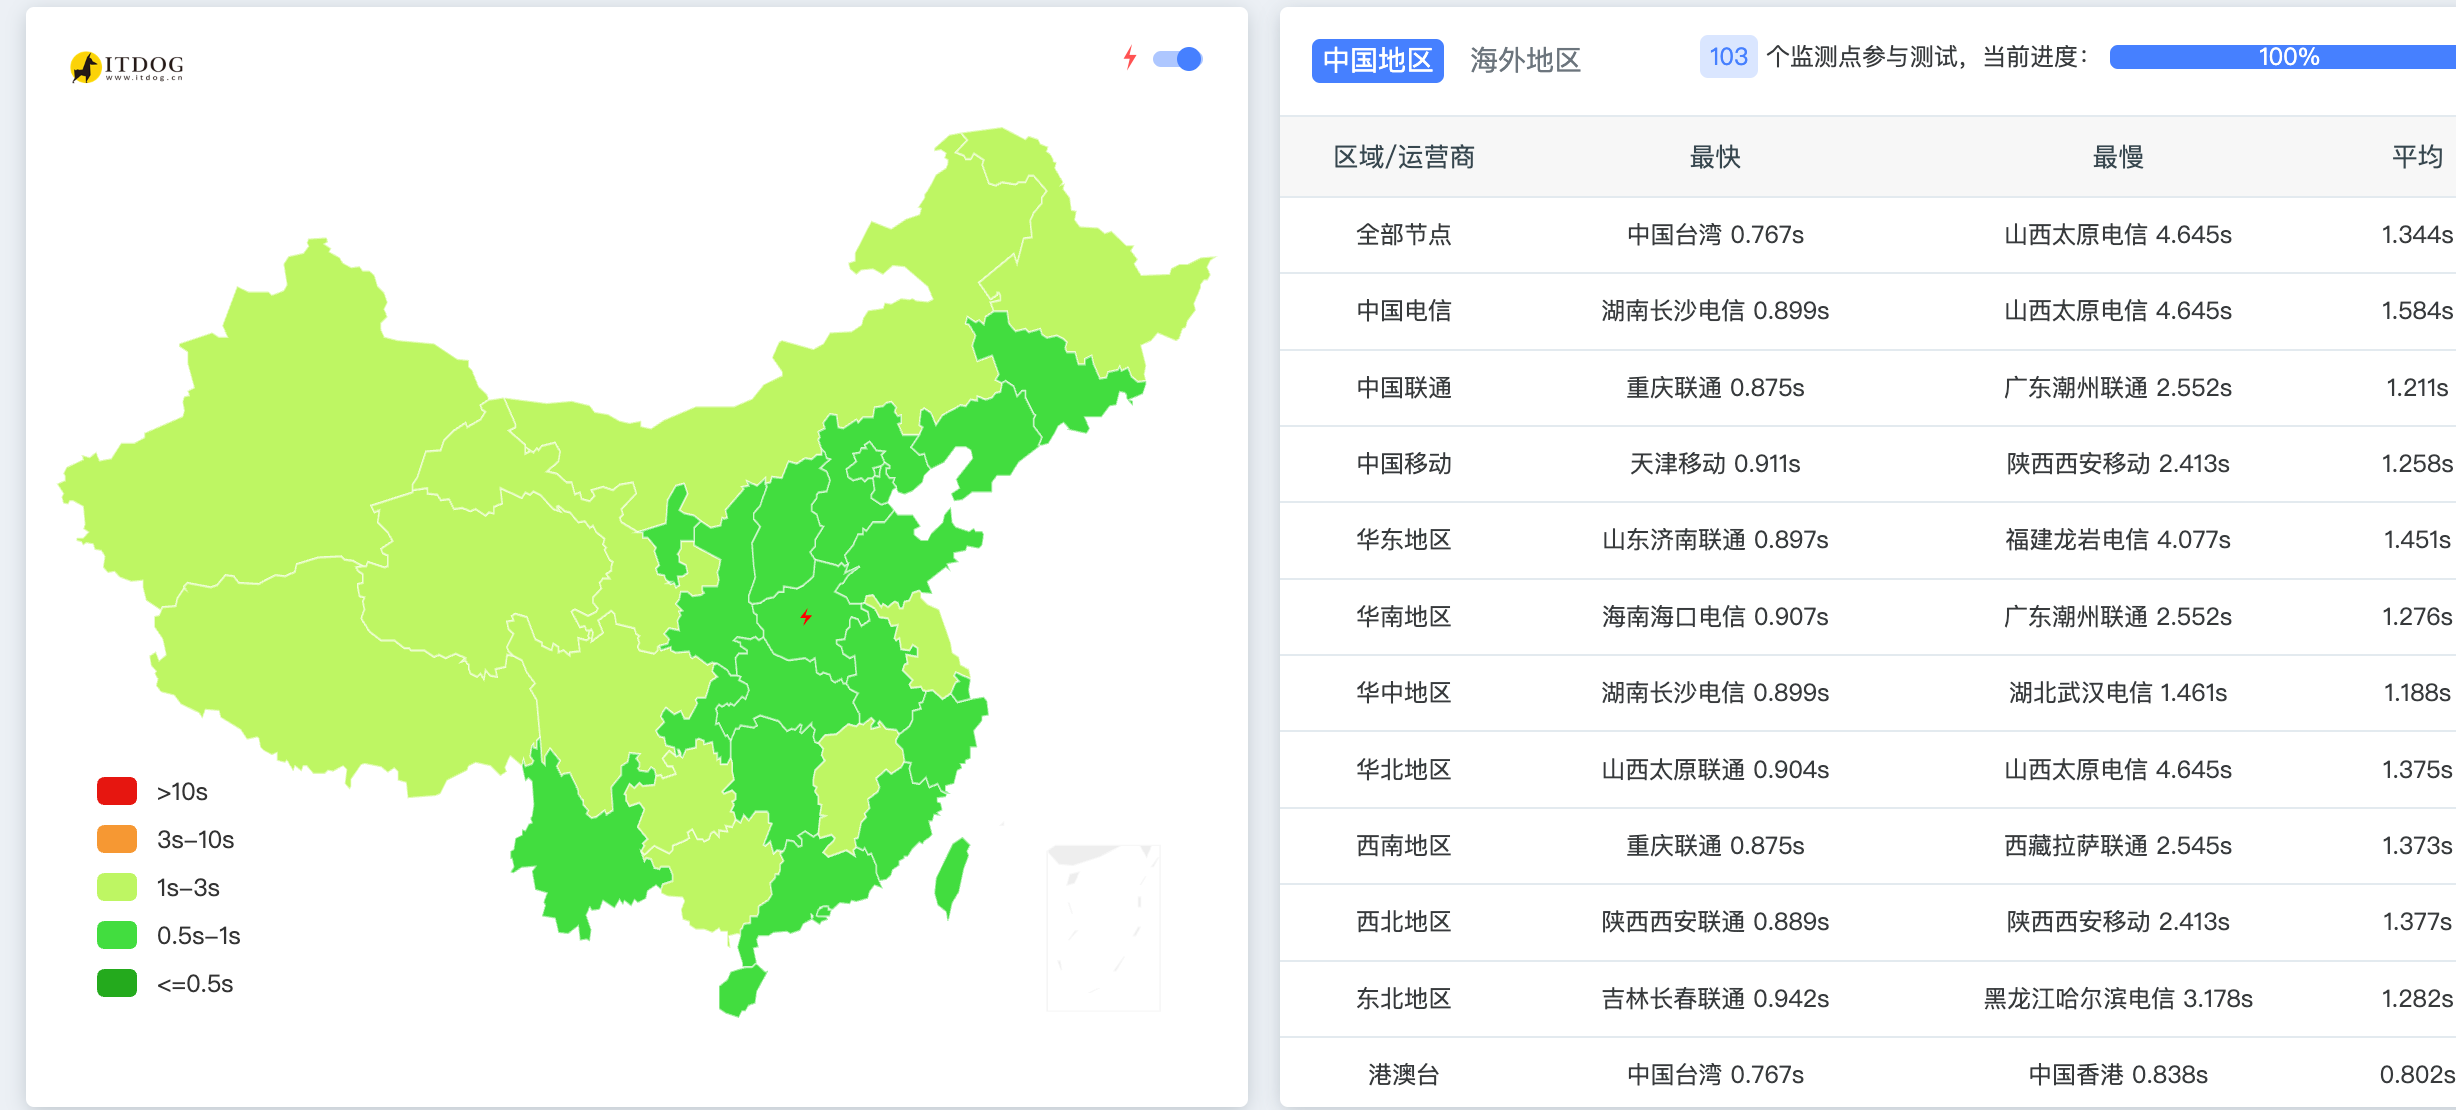 ITDOG
www.itdog.cn
>10s
3s–10s
1s–3s
0.5s–1s
<=0.5s
中国地区 海外地区 103 个监测点参与测试，当前进度： 100%
区域/运营商 最快 最慢 平均
全部节点 中国台湾 0.767s 山西太原电信 4.645s 1.344s
中国电信 湖南长沙电信 0.899s 山西太原电信 4.645s 1.584s
中国联通 重庆联通 0.875s 广东潮州联通 2.552s 1.211s
中国移动 天津移动 0.911s 陕西西安移动 2.413s 1.258s
华东地区 山东济南联通 0.897s 福建龙岩电信 4.077s 1.451s
华南地区 海南海口电信 0.907s 广东潮州联通 2.552s 1.276s
华中地区 湖南长沙电信 0.899s 湖北武汉电信 1.461s 1.188s
华北地区 山西太原联通 0.904s 山西太原电信 4.645s 1.375s
西南地区 重庆联通 0.875s 西藏拉萨联通 2.545s 1.373s
西北地区 陕西西安联通 0.889s 陕西西安移动 2.413s 1.377s
东北地区 吉林长春联通 0.942s 黑龙江哈尔滨电信 3.178s 1.282s
港澳台 中国台湾 0.767s 中国香港 0.838s 0.802s